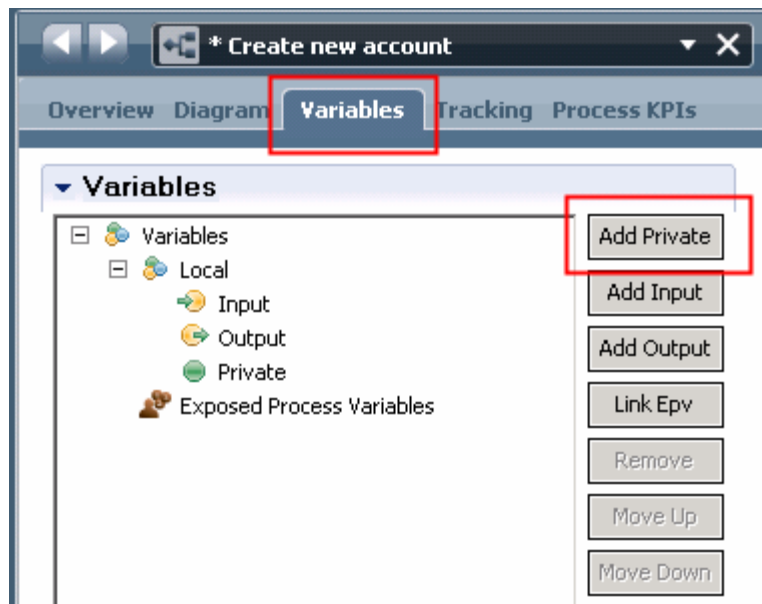 * Create new account
Overview Diagram Variables Tracking Process KPIs
Variables
Variables
Local
Input
Output
Private
Exposed Process Variables
Add Private
Add Input
Add Output
Link Epv
Remove
Move Up
Move Down